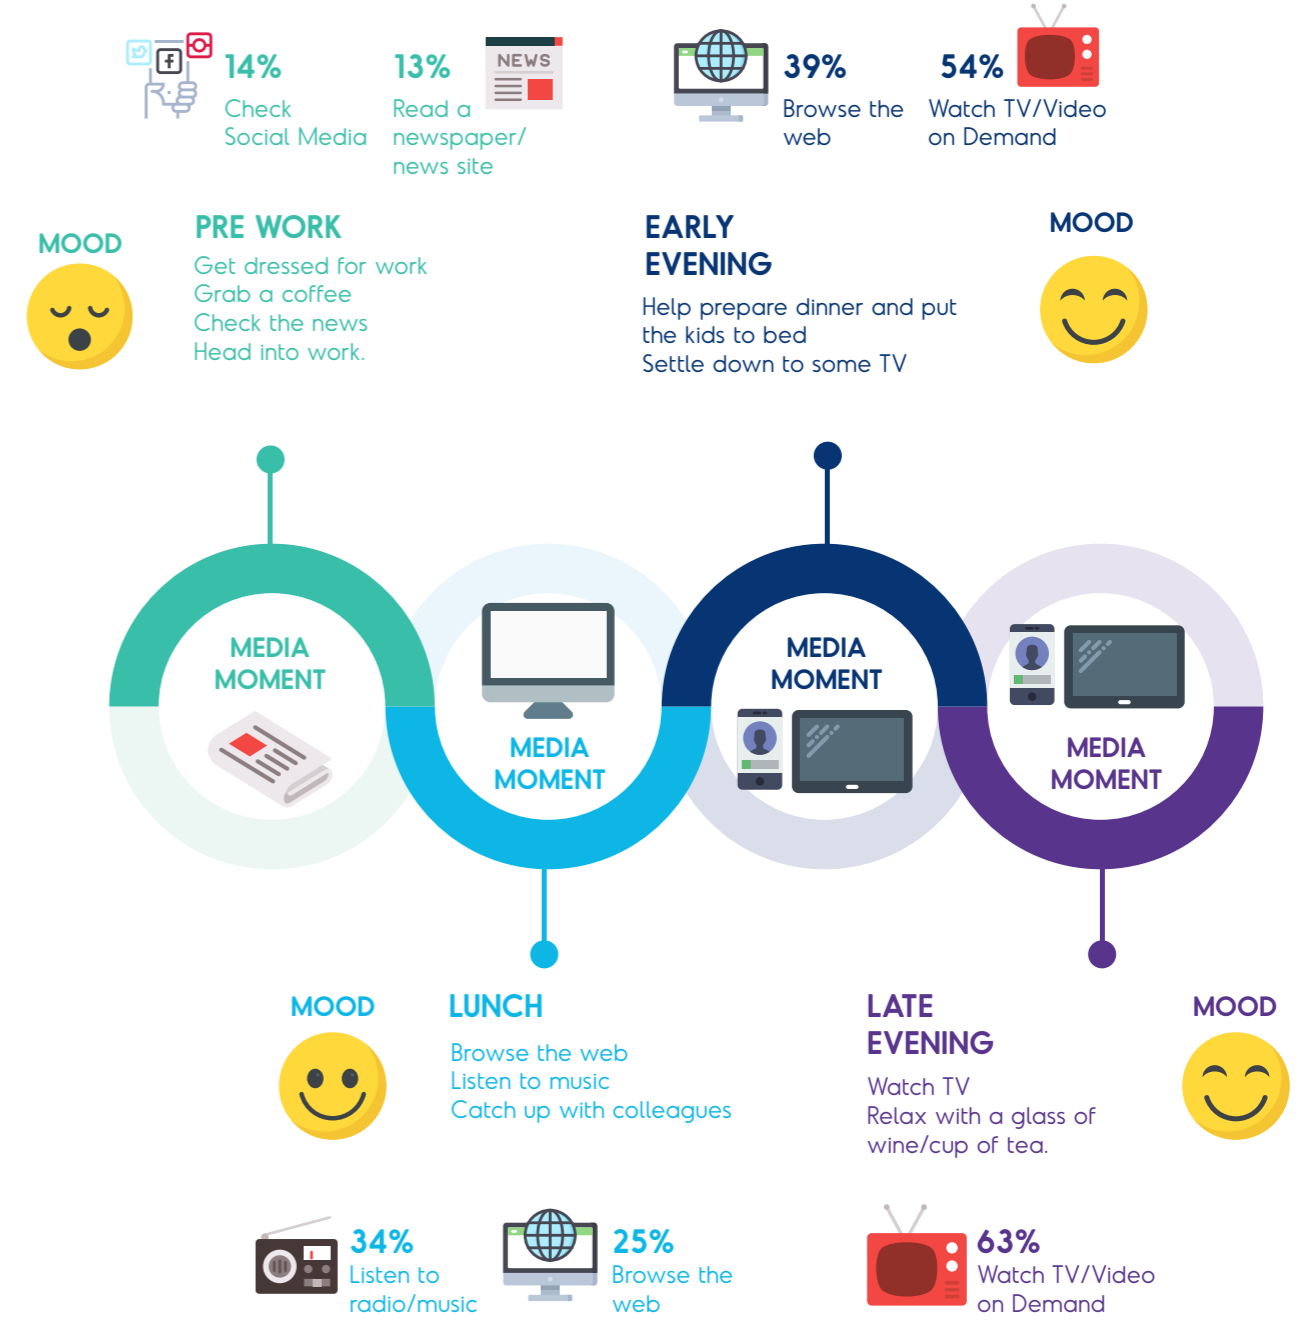 14%
Check
Social Media
13%
Read a
newspaper/
news site
NEWS
39%
Browse the
web
54%
Watch TV/Video
on Demand
MOOD
PRE WORK
Get dressed for work
Grab a coffee
Check the news
Head into work.
EARLY
EVENING
Help prepare dinner and put
the kids to bed
Settle down to some TV
MOOD
MEDIA
MOMENT
MEDIA
MOMENT
MEDIA
MOMENT
MEDIA
MOMENT
MOOD
LUNCH
Browse the web
Listen to music
Catch up with colleagues
LATE
EVENING
Watch TV
Relax with a glass of
wine/cup of tea.
MOOD
34%
Listen to
radio/music
25%
Browse the
web
63%
Watch TV/Video
on Demand